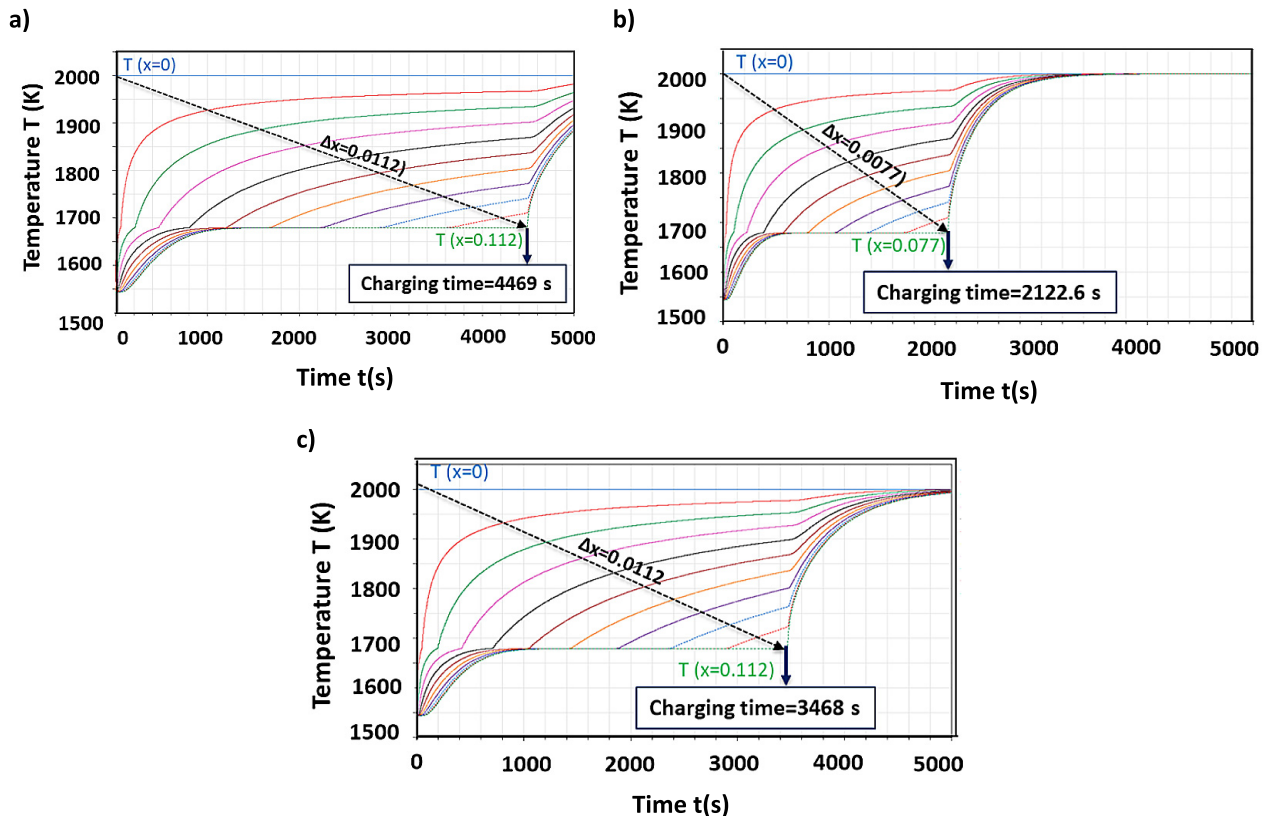 a)
T (x=0)
2000
1900
1800
1700
1600
1500
Temperature T (K)
Δx=0.0112)
T (x=0.112)
Charging time=4469 s
0 1000 2000 3000 4000 5000
Time t(s)
b)
T (x=0)
2000
1900
1800
1700
1600
1500
Temperature T (K)
Δx=0.0077)
T (x=0.077)
Charging time=2122.6 s
0 1000 2000 3000 4000 5000
Time t(s)
c)
T (x=0)
2000
1900
1800
1700
1600
1500
Temperature T (K)
Δx=0.0112
T (x=0.112)
Charging time=3468 s
0 1000 2000 3000 4000 5000
Time t(s)